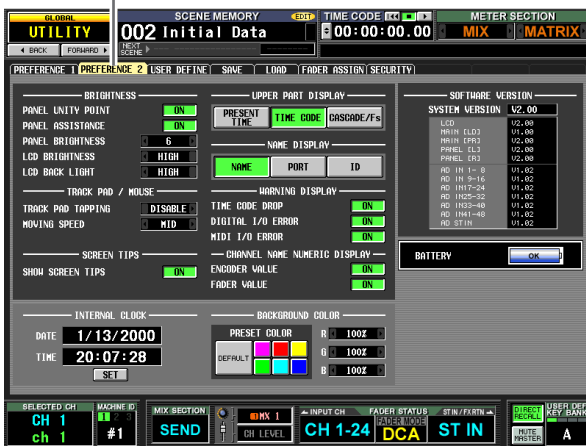 GLOBAL
UTILITY
BACK FORWARD
SCENE MEMORY EDIT
002 Initial Data
NEXT SCENE
TIME CODE
00:00:00.00
METER SECTION
MIX MATRIX
PREFERENCE 1 PREFERENCE 2 USER DEFINE SAVE LOAD FADER ASSIGN SECURITY
BRIGHTNESS
PANEL UNITY POINT ON
PANEL ASSISTANCE ON
PANEL BRIGHTNESS 6
LCD BRIGHTNESS HIGH
LCD BACK LIGHT HIGH
TRACK PAD / MOUSE
TRACK PAD TAPPING DISABLE
MOVING SPEED MID
SCREEN TIPS
SHOW SCREEN TIPS ON
UPPER PART DISPLAY
PRESENT TIME TIME CODE CASCADE/Fs
NAME DISPLAY
NAME PORT ID
WARNING DISPLAY
TIME CODE DROP ON
DIGITAL I/O ERROR ON
MIDI I/O ERROR ON
CHANNEL NAME NUMERIC DISPLAY
ENCODER VALUE ON
FADER VALUE ON
SOFTWARE VERSION
SYSTEM VERSION V2.00
LCD V2.00
MAIN [LD] V1.00
MAIN [PR] V2.00
PANEL [L] V2.00
PANEL [R] V2.00
AD IN 1- 8 V1.02
AD IN 9-16 V1.02
AD IN17-24 V1.02
AD IN25-32 V1.02
AD IN33-40 V1.02
AD IN41-48 V1.02
AD STIN V1.02
BATTERY OK
INTERNAL CLOCK
DATE 1/13/2000
TIME 20:07:28
SET
BACKGROUND COLOR
PRESET COLOR
DEFAULT
R 100%
G 100%
B 100%
SELECTED CH
CH 1
ch 1
MACHINE ID
1 2 3
#1
MIX SECTION
SEND
MIX 1
CH LEVEL
INPUT CH FADER STATUS ST IN / FX RTN
CH 1-24 FADER MODE DCA ST IN
DIRECT RECALL
MUTE MASTER
USER DEF
KEY BANK
A